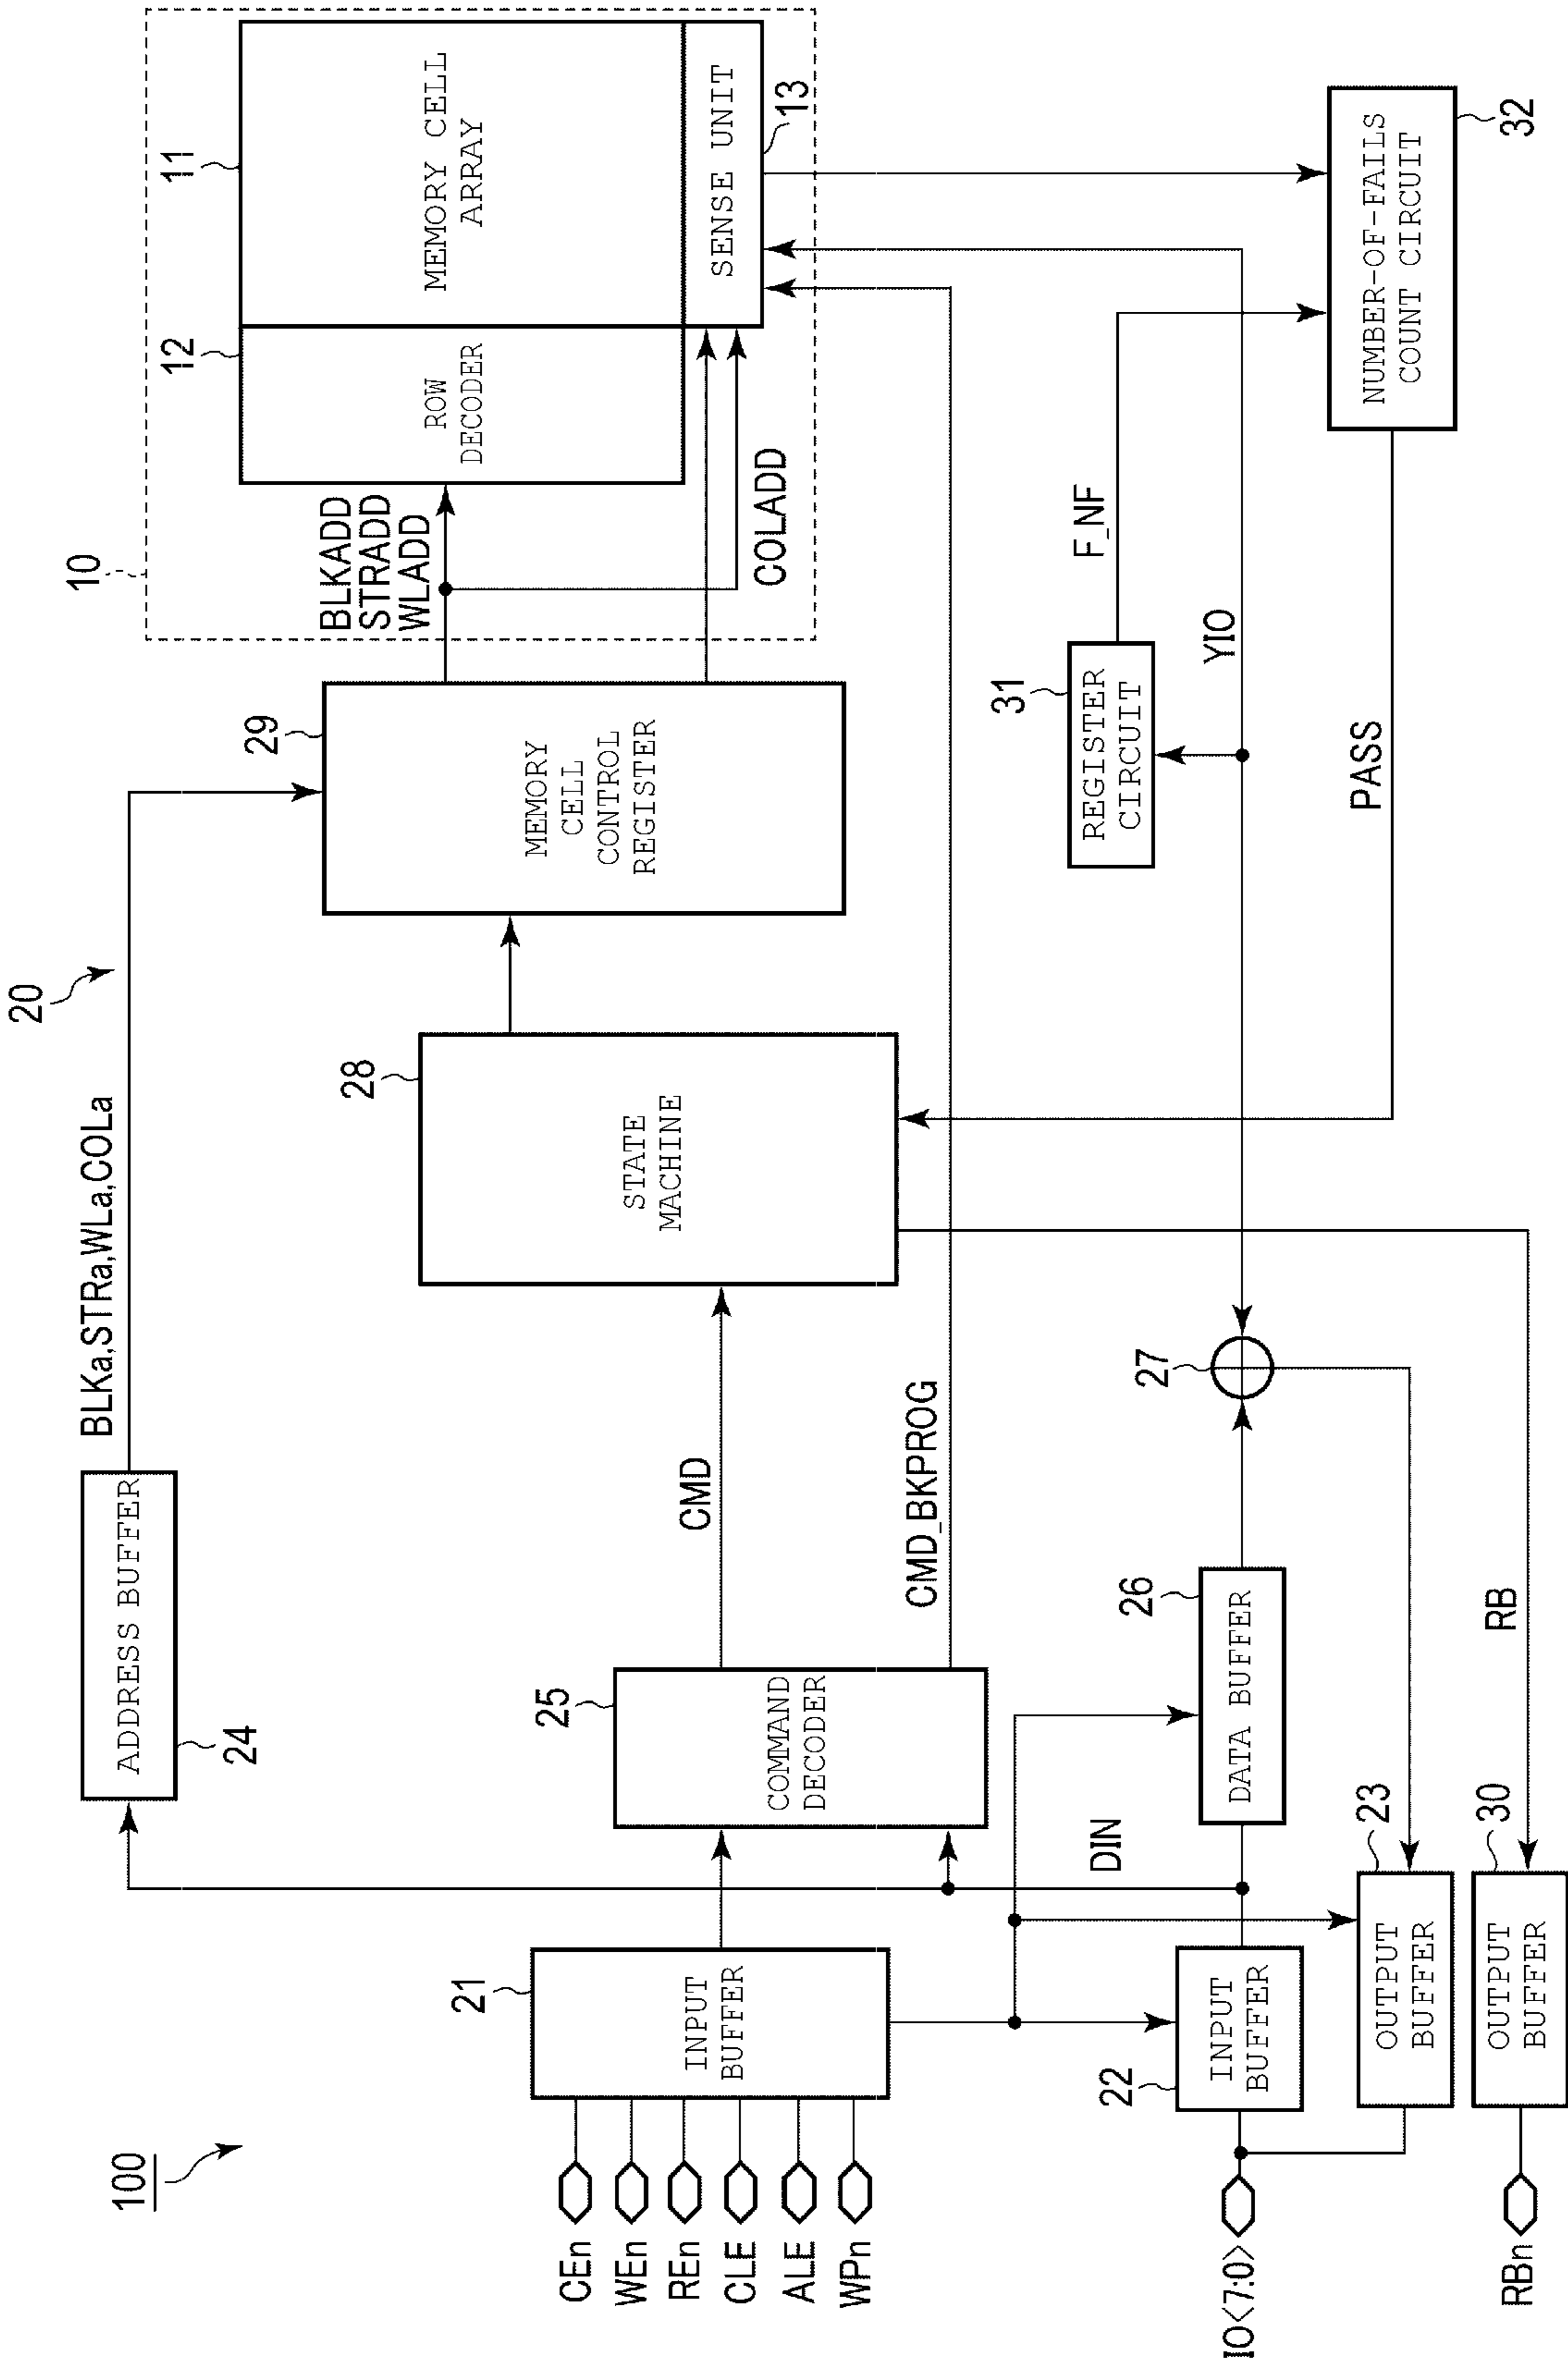 100
20
10
11
MEMORY CELL
ARRAY
12
ROW
DECODER
SENSE UNIT
13
BLKADD
STRADD
WLADD
COLADD
29
MEMORY
CELL
CONTROL
REGISTER
BLKa,STRa,WLa,COLa
ADDRESS BUFFER
24
28
STATE
MACHINE
CMD
CMD_BKPROG
25
COMMAND
DECODER
21
INPUT
BUFFER
CEn
WEn
REn
CLE
ALE
WPn
DIN
26
DATA BUFFER
27
YIO
31
REGISTER
CIRCUIT
F_NF
NUMBER-OF-FAILS
COUNT CIRCUIT
32
PASS
22
INPUT
BUFFER
IO<7:0>
23
OUTPUT
BUFFER
RB
30
OUTPUT
BUFFER
RBn